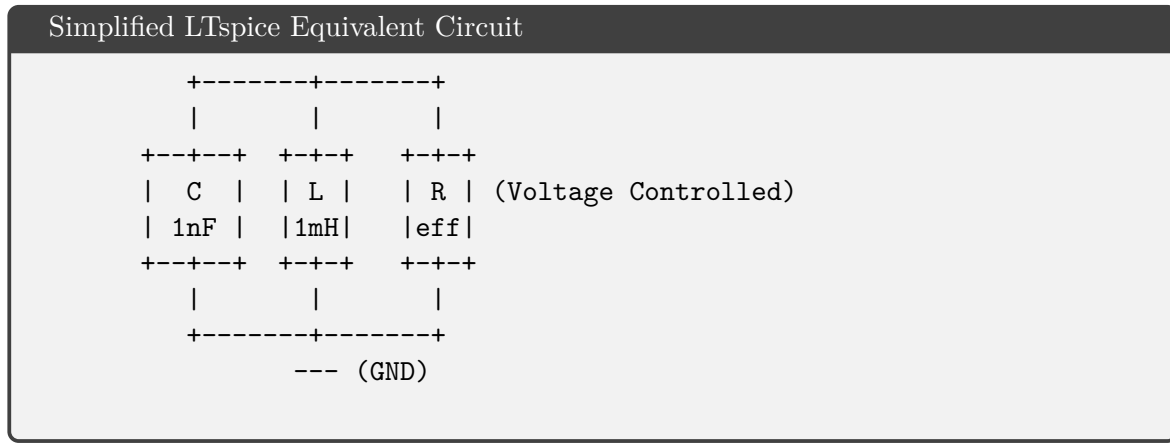 Simplified LTspice Equivalent Circuit
+-------+-------+
| | |
+--+--+ +-+-+ +-+-+
| C | | L | | R | (Voltage Controlled)
| 1nF | |1mH| |eff|
+--+--+ +-+-+ +-+-+
| | |
+-------+-------+
--- (GND)